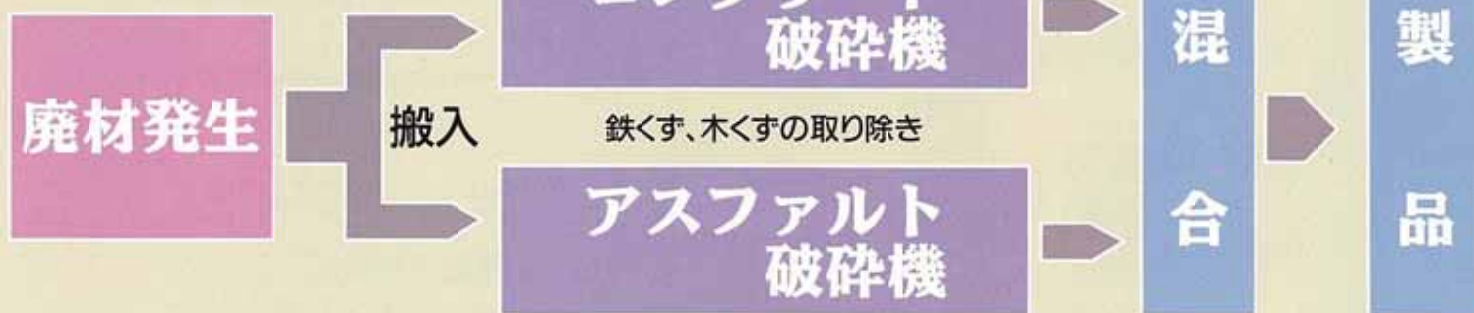 廃材発生
搬入
破砕機
鉄くず、木くずの取り除き
アスファルト
破砕機
混合
製品